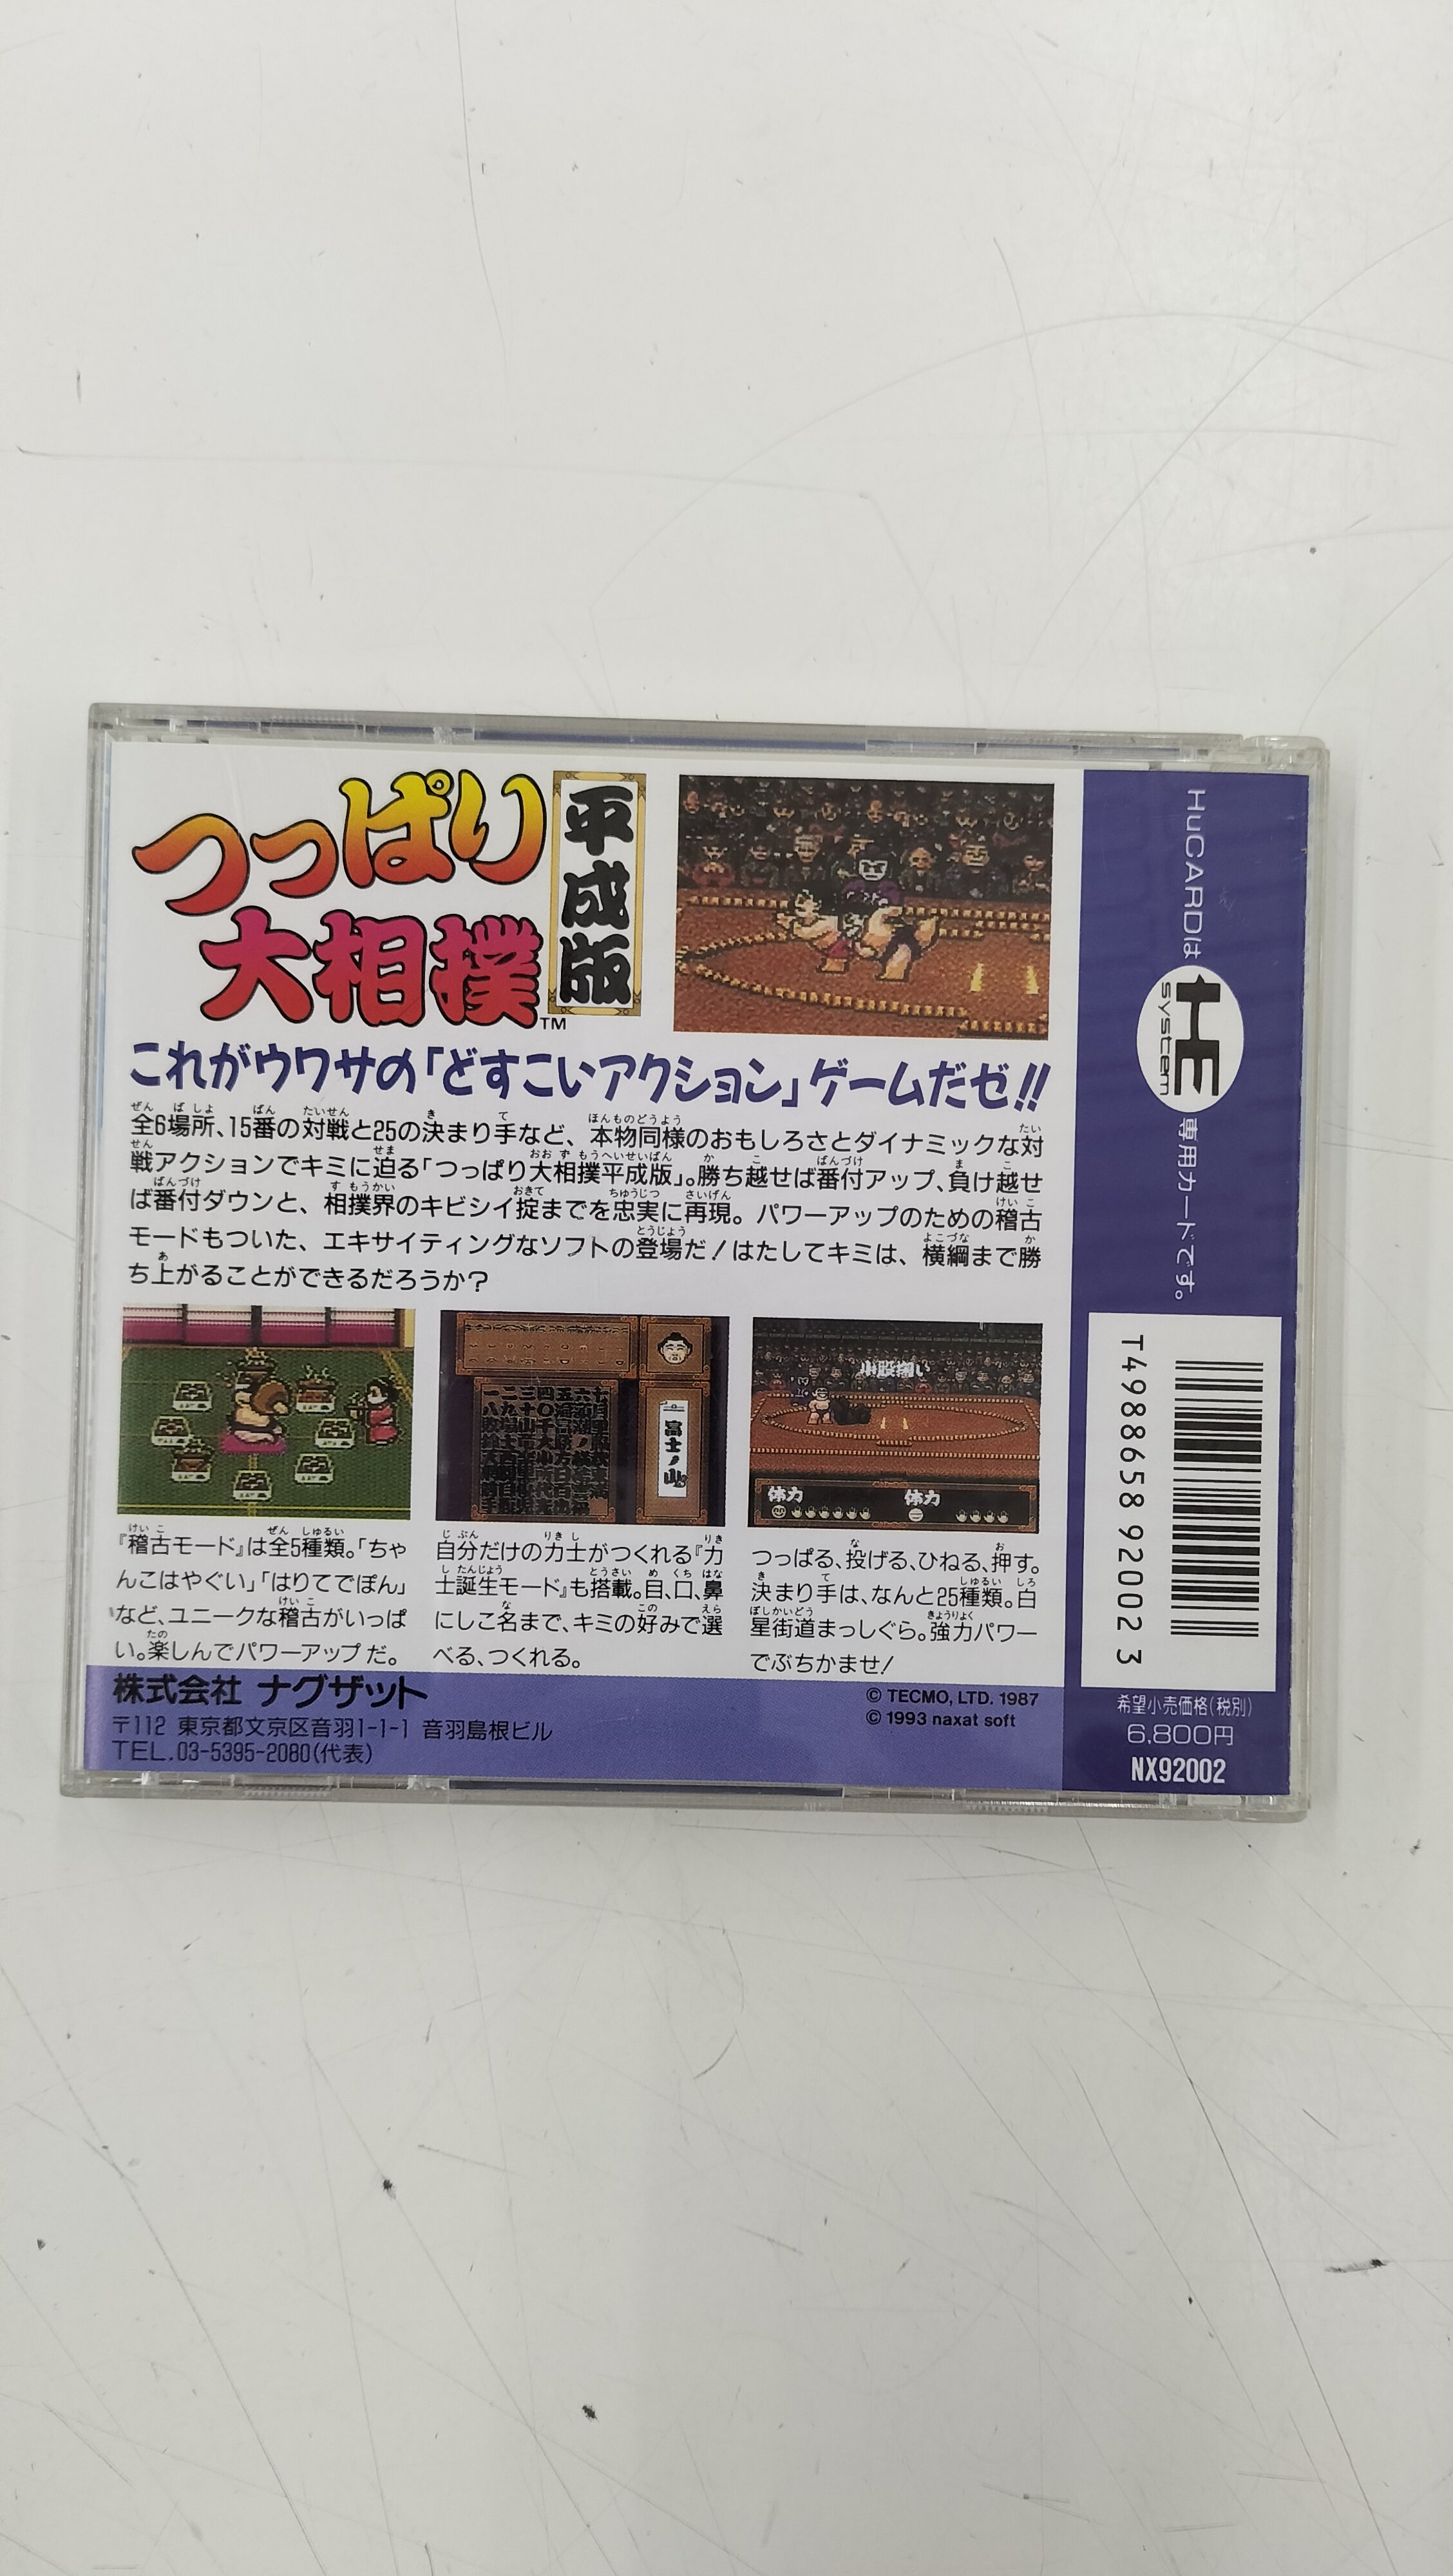 つっぱり
大相撲
平成版
TM
これがウワサの「どすこいアクション」ゲームだゼ!!
全6場所、15番の対戦と25の決まり手など、本物同様のおもしろさとダイナミックな対
戦アクションでキミに迫る「つっぱり大相撲平成版」。勝ち越せば番付アップ、負け越せ
ば番付ダウンと、相撲界のキビシイ掟までを忠実に再現。パワーアップのための稽古
モードもついた、エキサイティングなソフトの登場だ!はたしてキミは、横綱まで勝
ち上がることができるだろうか?
富士ノ山
小股掬い
体力 体力
『稽古モード』は全5種類。「ちゃ
んこはやぐい」「はりてでぽん」
など、ユニークな稽古がいっぱ
い。楽しんでパワーアップだ。
自分だけの力士がつくれる『力
士誕生モード』も搭載。目、口、鼻
にしこ名まで、キミの好みで選
べる、つくれる。
つっぱる、投げる、ひねる、押す。
決まり手は、なんと25種類。白
星街道まっしぐら。強力パワー
でぶちかませ!
株式会社 ナグザット
〒112 東京都文京区音羽1-1-1 音羽島根ビル
TEL.03-5395-2080(代表)
© TECMO, LTD. 1987
© 1993 naxat soft
HuCARDは
HE
system
専用カードです。
T4988658 92002 3
希望小売価格(税別)
6,800円
NX92002